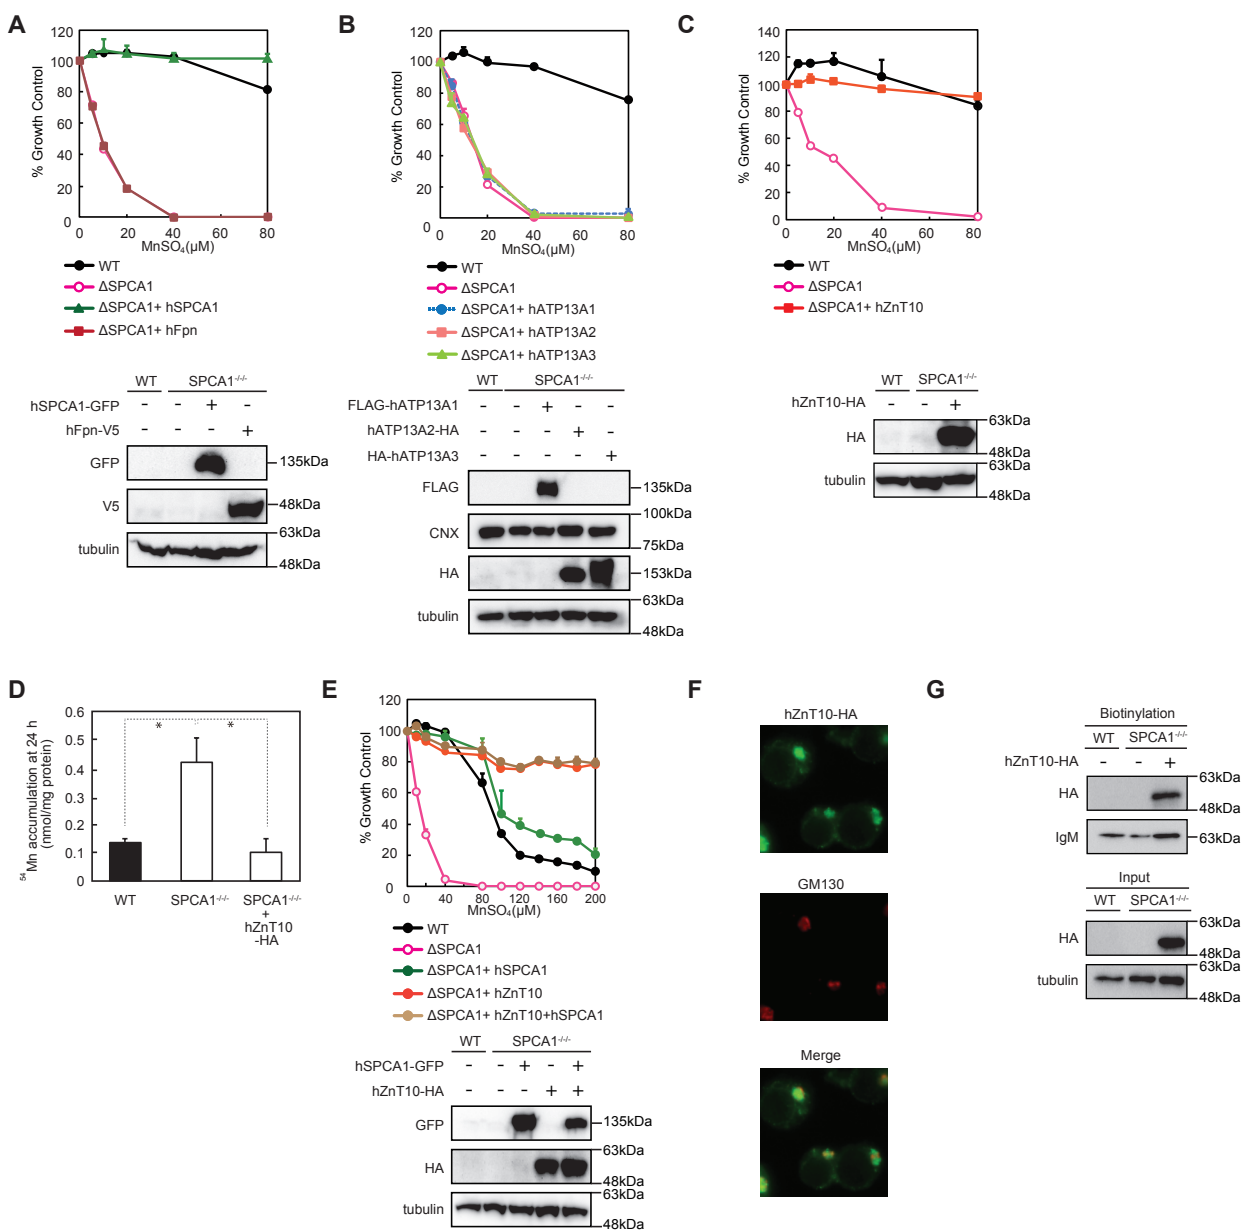 A
% Growth Control
120
100
80
60
40
20
0
0 20 40 60 80
MnSO₄(µM)
WT
ΔSPCA1
ΔSPCA1+ hSPCA1
ΔSPCA1+ hFpn
WT SPCA1⁻/⁻/⁻
hSPCA1-GFP - - + -
hFpn-V5 - - - +
GFP 135kDa
V5 48kDa
63kDa
tubulin
48kDa
B
% Growth Control
120
100
80
60
40
20
0
0 20 40 60 80
MnSO₄(µM)
WT
ΔSPCA1
ΔSPCA1+ hATP13A1
ΔSPCA1+ hATP13A2
ΔSPCA1+ hATP13A3
WT SPCA1⁻/⁻/⁻
FLAG-hATP13A1 - - + - -
hATP13A2-HA - - - + -
HA-hATP13A3 - - - - +
FLAG 135kDa
100kDa
CNX
75kDa
HA 153kDa
63kDa
tubulin
48kDa
C
% Growth Control
140
120
100
80
60
40
20
0
0 20 40 60 80
MnSO₄(µM)
WT
ΔSPCA1
ΔSPCA1+ hZnT10
WT SPCA1⁻/⁻/⁻
hZnT10-HA - - +
63kDa
HA
48kDa
63kDa
tubulin
48kDa
D
⁵⁴Mn accumulation at 24 h
(nmol/mg protein)
0.6
0.5
0.4
0.3
0.2
0.1
0
* *
WT SPCA1⁻/⁻/⁻ SPCA1⁻/⁻/⁻
+
hZnT10
-HA
E
% Growth Control
120
100
80
60
40
20
0
0 40 80 120 160 200
MnSO₄(µM)
WT
ΔSPCA1
ΔSPCA1+ hSPCA1
ΔSPCA1+ hZnT10
ΔSPCA1+ hZnT10+hSPCA1
WT SPCA1⁻/⁻/⁻
hSPCA1-GFP - - + - +
hZnT10-HA - - - + +
GFP 135kDa
63kDa
HA
48kDa
63kDa
tubulin
48kDa
F
hZnT10-HA
GM130
Merge
G
Biotinylation
WT SPCA1⁻/⁻/⁻
hZnT10-HA - - +
63kDa
HA
48kDa
IgM 63kDa
Input
WT SPCA1⁻/⁻/⁻
63kDa
HA
48kDa
63kDa
tubulin
48kDa